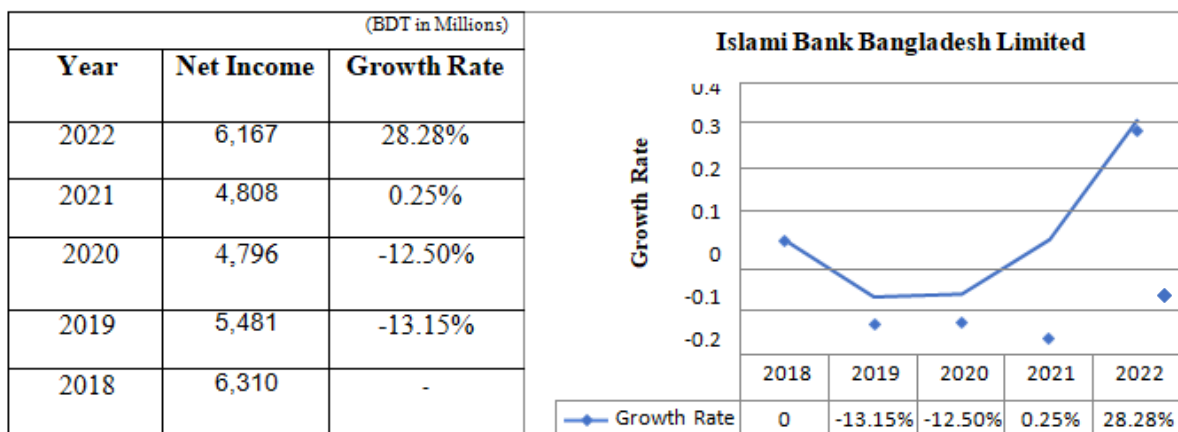 (BDT in Millions)
Year Net Income Growth Rate
2022 6,167 28.28%
2021 4,808 0.25%
2020 4,796 -12.50%
2019 5,481 -13.15%
2018 6,310 -
Islami Bank Bangladesh Limited
Growth Rate
0.4
0.3
0.2
0.1
0
-0.1
-0.2
2018 2019 2020 2021 2022
Growth Rate 0 -13.15% -12.50% 0.25% 28.28%